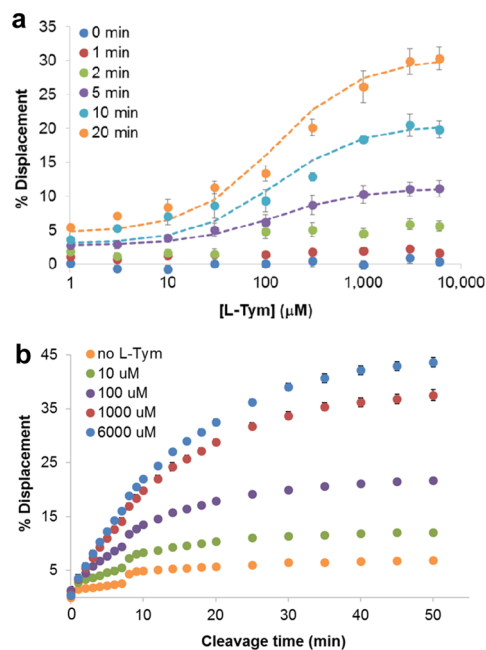 a
35
30
25
20
15
10
5
0
% Displacement
0 min
1 min
2 min
5 min
10 min
20 min
1
10
100
1,000
10,000
[L-Tym] (µM)
b
45
35
25
15
5
% Displacement
no L-Tym
10 uM
100 uM
1000 uM
6000 uM
0
10
20
30
40
50
Cleavage time (min)